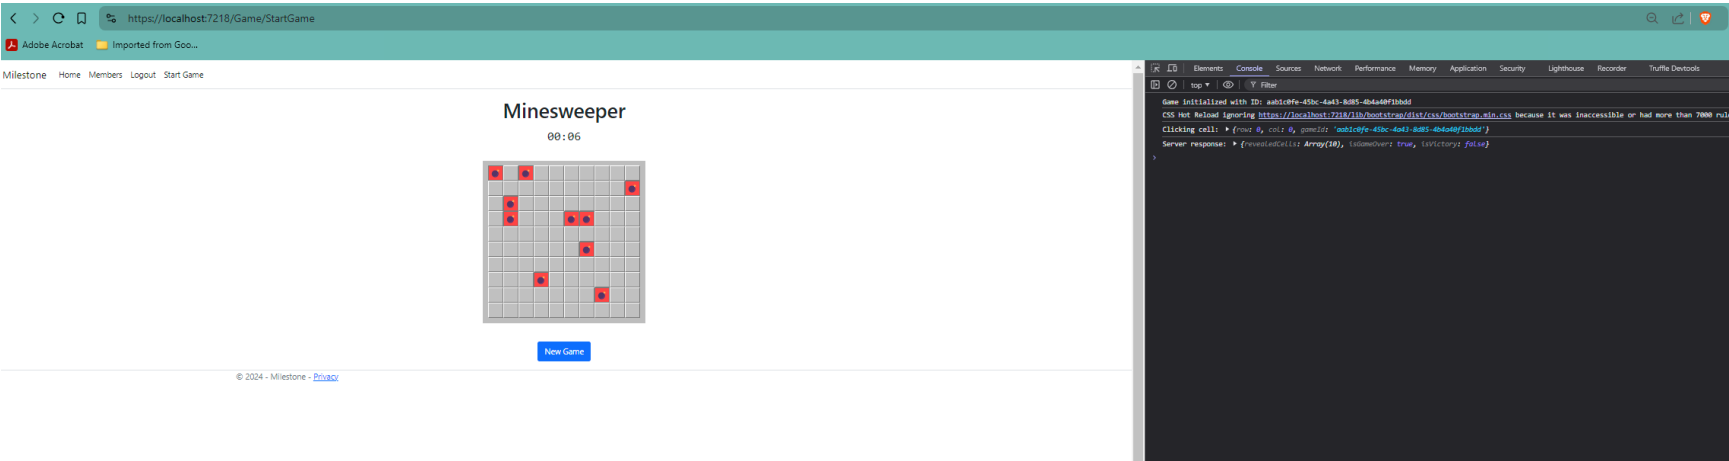 https://localhost:7218/Game/StartGame
Adobe Acrobat Imported from Goo...
Milestone Home Members Logout Start Game
Minesweeper
00:06
New Game
© 2024 - Milestone - Privacy
Elements Console Sources Network Performance Memory Application Security Lighthouse Recorder Truffle Devtools
top Filter
Game initialized with ID: aab1c0fe-45bc-4a43-8d85-4b4a40f1bbdd
CSS Hot Reload ignoring https://localhost:7218/lib/bootstrap/dist/css/bootstrap.min.css because it was inaccessible or had more than 7000 rul
Clicking cell: {row: 0, col: 0, gameId: 'aab1c0fe-45bc-4a43-8d85-4b4a40f1bbdd'}
Server response: {revealedCells: Array(10), isGameOver: true, isVictory: false}